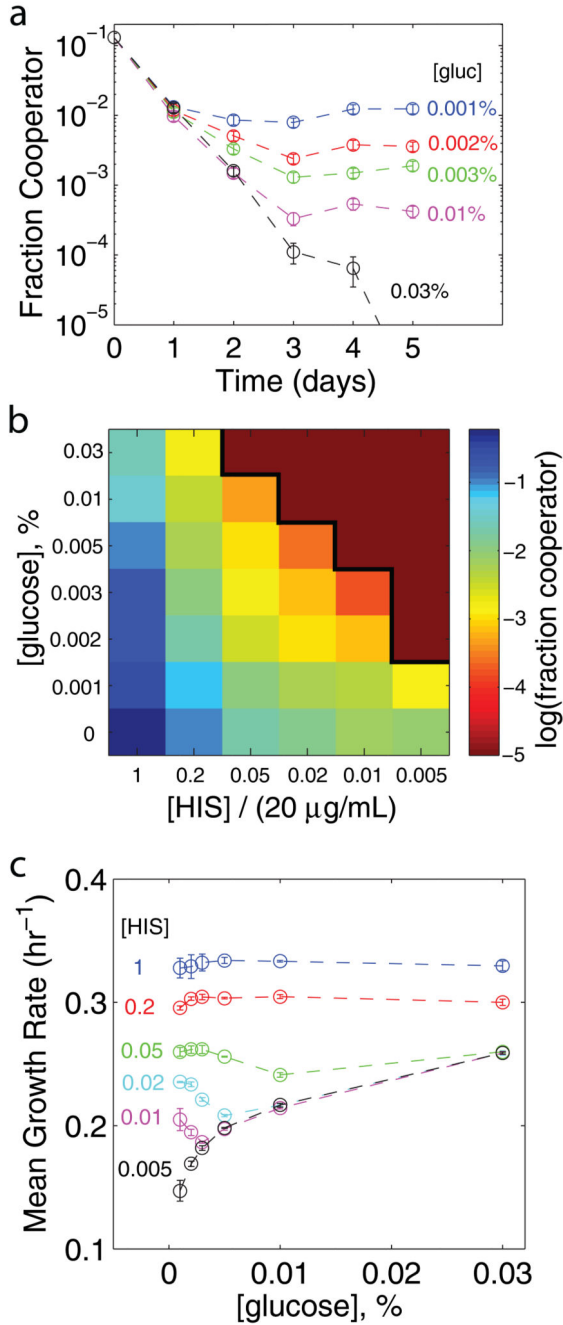 a
Fraction Cooperator
10⁻¹
10⁻²
10⁻³
10⁻⁴
10⁻⁵
[gluc]
0.001%
0.002%
0.003%
0.01%
0.03%
0 1 2 3 4 5
Time (days)
b
[glucose], %
0.03
0.01
0.005
0.003
0.002
0.001
0
1 0.2 0.05 0.02 0.01 0.005
[HIS] / (20 μg/mL)
−1
−2
−3
−4
−5
log(fraction cooperator)
c
Mean Growth Rate (hr⁻¹)
0.4
0.3
0.2
0.1
[HIS]
1
0.2
0.05
0.02
0.01
0.005
0 0.01 0.02 0.03
[glucose], %